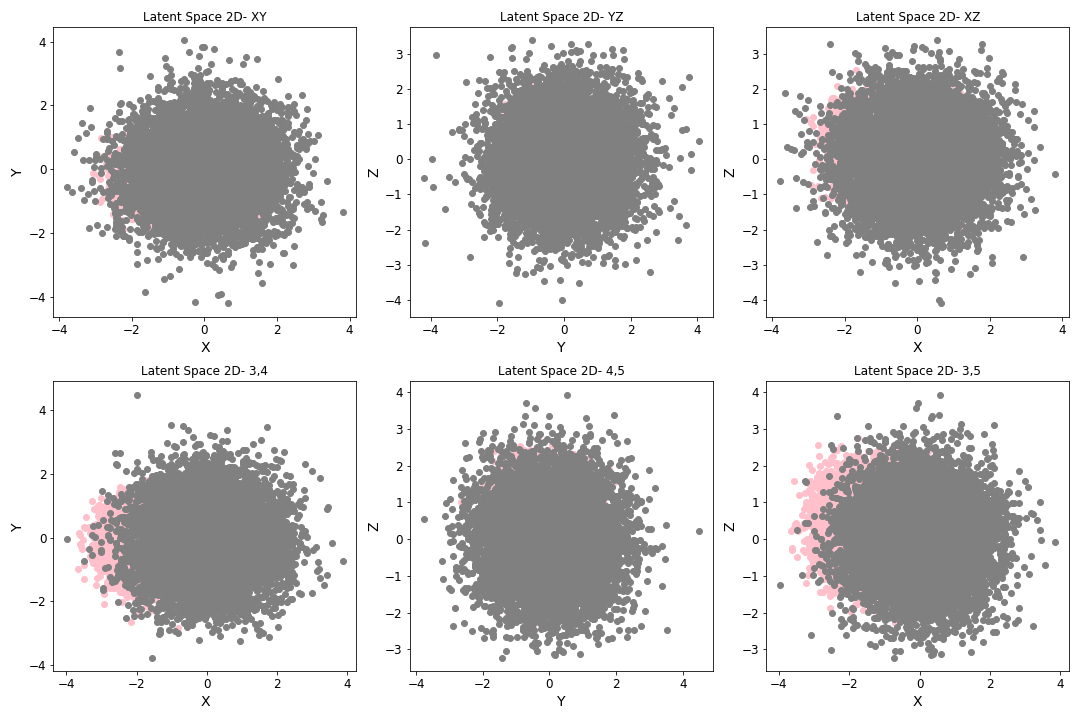 Latent Space 2D- XY
Latent Space 2D- YZ
Latent Space 2D- XZ
4
2
0
−2
−4
Y
−4 −2 0 2 4
X
3
2
1
0
−1
−2
−3
−4
Z
−4 −2 0 2 4
Y
3
2
1
0
−1
−2
−3
−4
Z
−4 −2 0 2 4
X
Latent Space 2D- 3,4
Latent Space 2D- 4,5
Latent Space 2D- 3,5
4
2
0
−2
−4
Y
−4 −2 0 2 4
X
4
3
2
1
0
−1
−2
−3
Z
−4 −2 0 2 4
Y
4
3
2
1
0
−1
−2
−3
Z
−4 −2 0 2 4
X